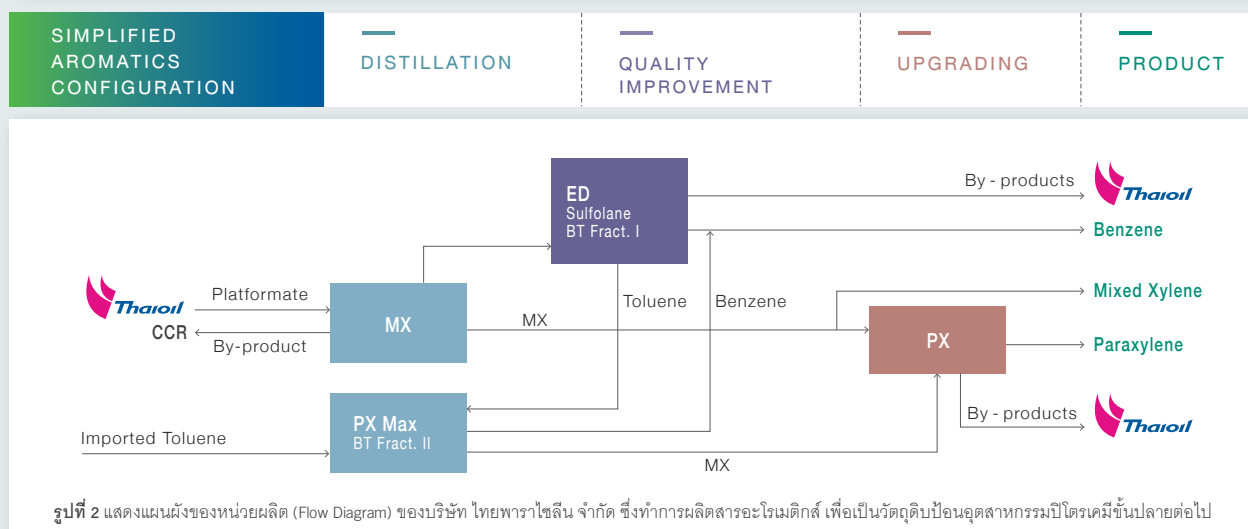 SIMPLIFIED
AROMATICS
CONFIGURATION
DISTILLATION
QUALITY
IMPROVEMENT
UPGRADING
PRODUCT
ED
Sulfolane
BT Fract. I
By - products
Thaioil
Benzene
Thaioil
CCR
Platformate
By-product
MX
MX
Toluene
Benzene
Mixed Xylene
PX
Paraxylene
PX Max
BT Fract. II
Imported Toluene
MX
By - products
Thaioil
รูปที่ 2 แสดงแผนผังของหน่วยผลิต (Flow Diagram) ของบริษัท ไทยพาราไซลีน จำกัด ซึ่งทำการผลิตสารอะโรเมติกส์ เพื่อเป็นวัตถุดิบป้อนอุตสาหกรรมปิโตรเคมีขั้นปลายต่อไป